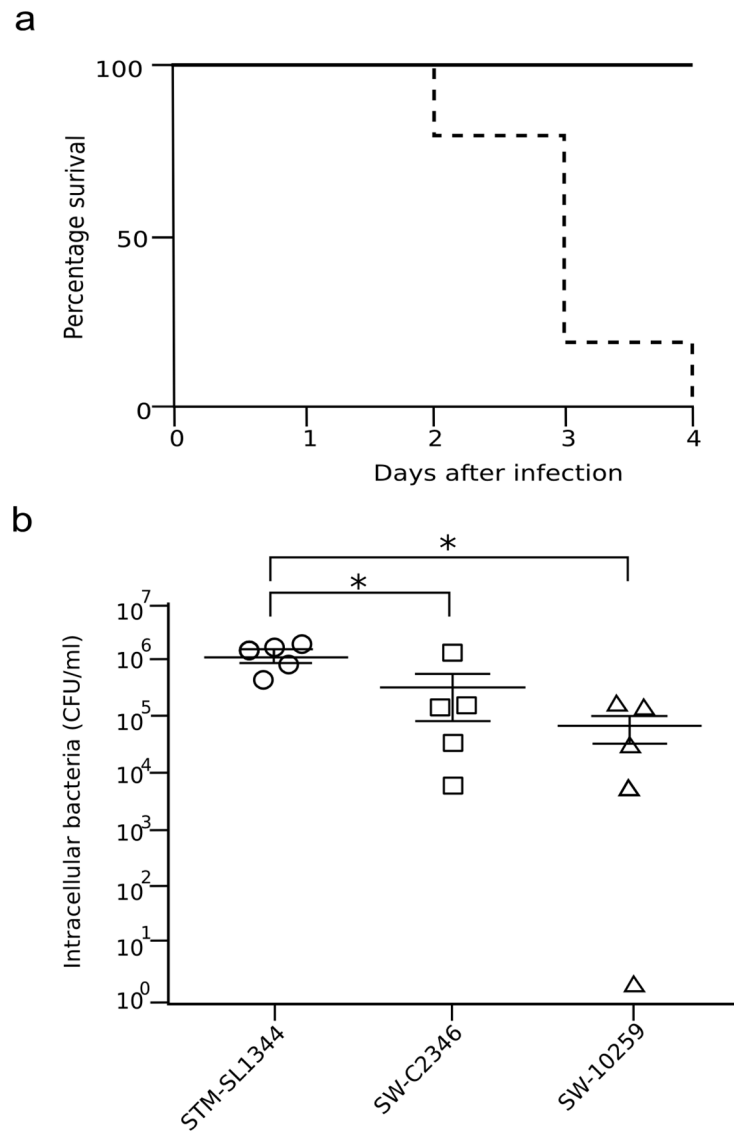 a
100
Percentage surival
50
0
0 1 2 3 4
Days after infection
b
*
*
10^7
10^6
10^5
10^4
10^3
10^2
10^1
10^0
Intracellular bacteria (CFU/ml)
STM-SL1344
SW-C2346
SW-10259